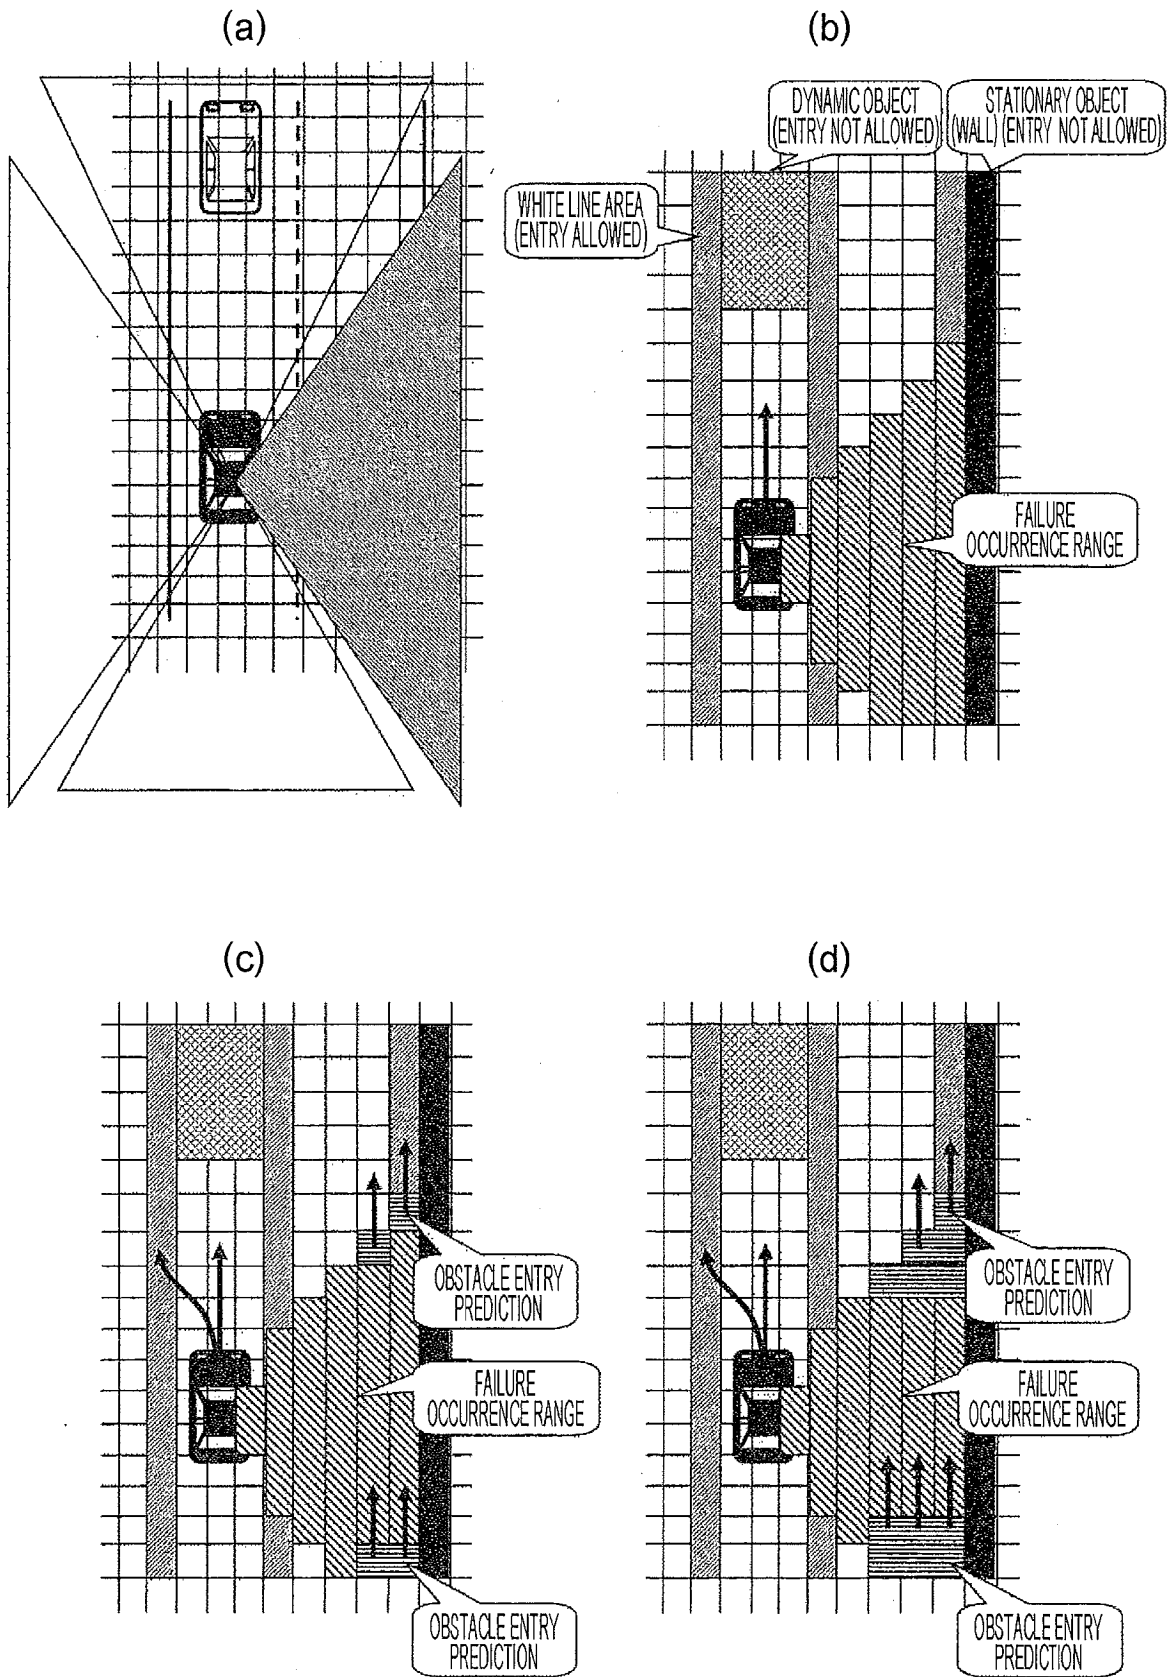 (a)
(b)
DYNAMIC OBJECT
(ENTRY NOT ALLOWED)
STATIONARY OBJECT
(WALL) (ENTRY NOT ALLOWED)
WHITE LINE AREA
(ENTRY ALLOWED)
FAILURE
OCCURRENCE RANGE
(c)
(d)
OBSTACLE ENTRY
PREDICTION
FAILURE
OCCURRENCE RANGE
OBSTACLE ENTRY
PREDICTION
OBSTACLE ENTRY
PREDICTION
FAILURE
OCCURRENCE RANGE
OBSTACLE ENTRY
PREDICTION